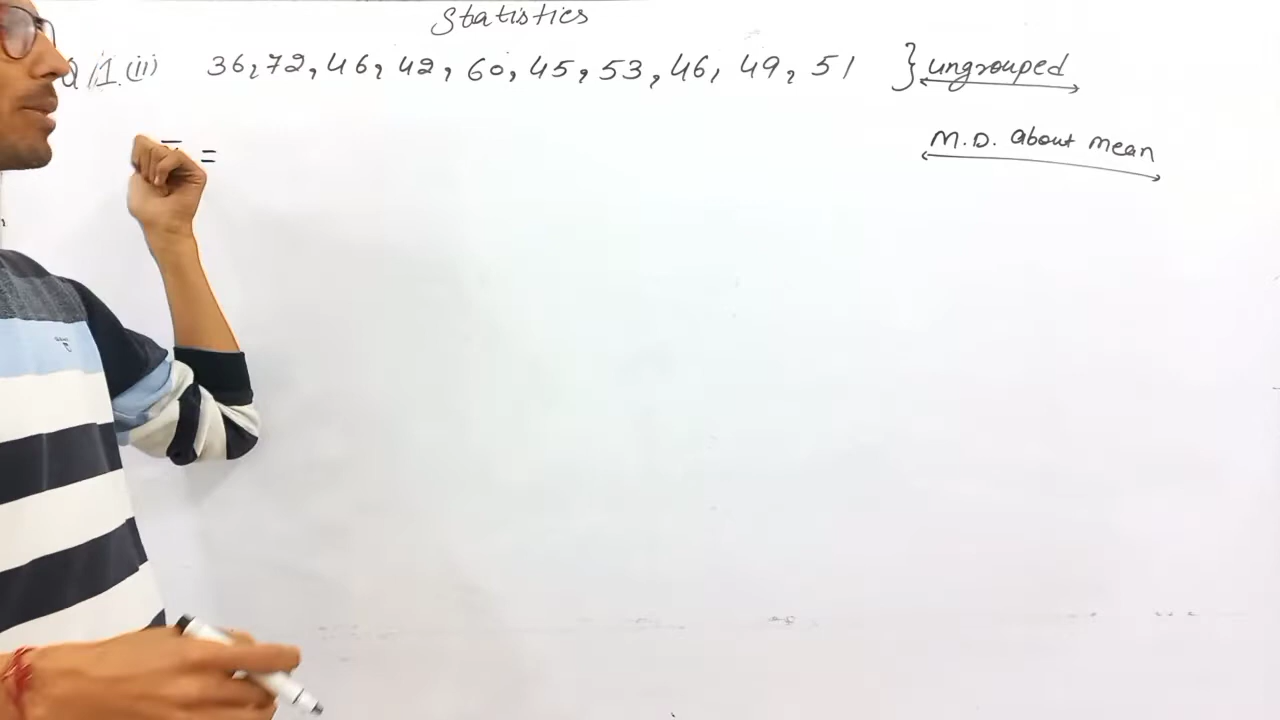 Statistics
Q 1.(ii) 36, 72, 46, 42, 60, 45, 53, 46, 49, 51 } ungrouped
M.D. about mean
=